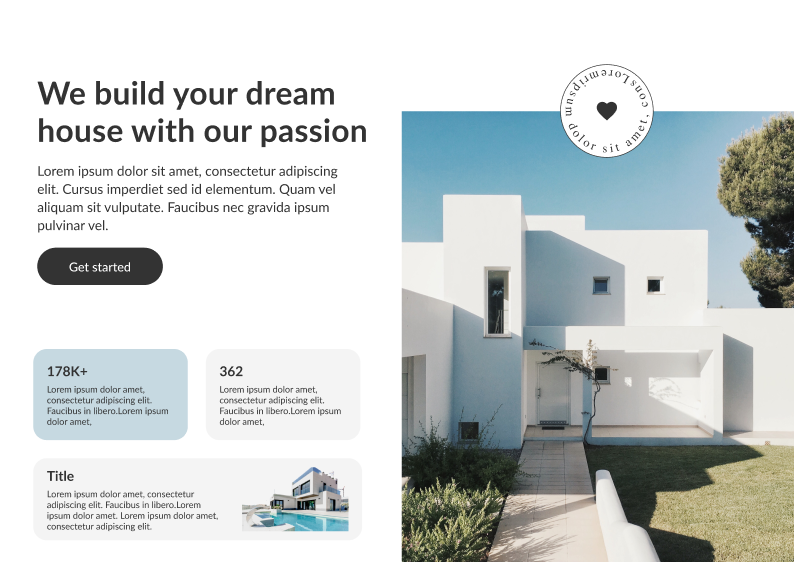 We build your dream
house with our passion
Lorem ipsum dolor sit amet, consectetur adipiscing
elit. Cursus imperdiet sed id elementum. Quam vel
aliquam sit vulputate. Faucibus nec gravida ipsum
pulvinar vel.
Get started
consLoremripsum dolor sit amet,
178K+
Lorem ipsum dolor amet,
consectetur adipiscing elit.
Faucibus in libero.Lorem ipsum
dolor amet,
362
Lorem ipsum dolor amet,
consectetur adipiscing elit.
Faucibus in libero.Lorem ipsum
dolor amet,
Title
Lorem ipsum dolor amet, consectetur
adipiscing elit. Faucibus in libero.Lorem
ipsum dolor amet. Lorem ipsum dolor amet,
consectetur adipiscing elit.